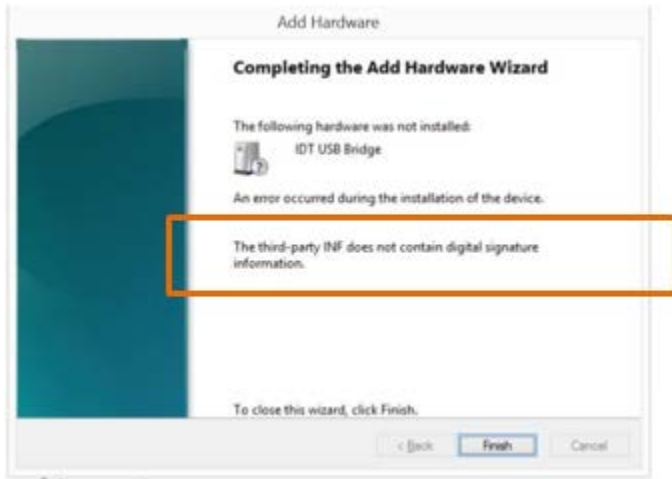 Add Hardware
Completing the Add Hardware Wizard
The following hardware was not installed:
IDT USB Bridge
An error occurred during the installation of the device.
The third-party INF does not contain digital signature
information.
To close this wizard, click Finish.
< Back Finish Cancel